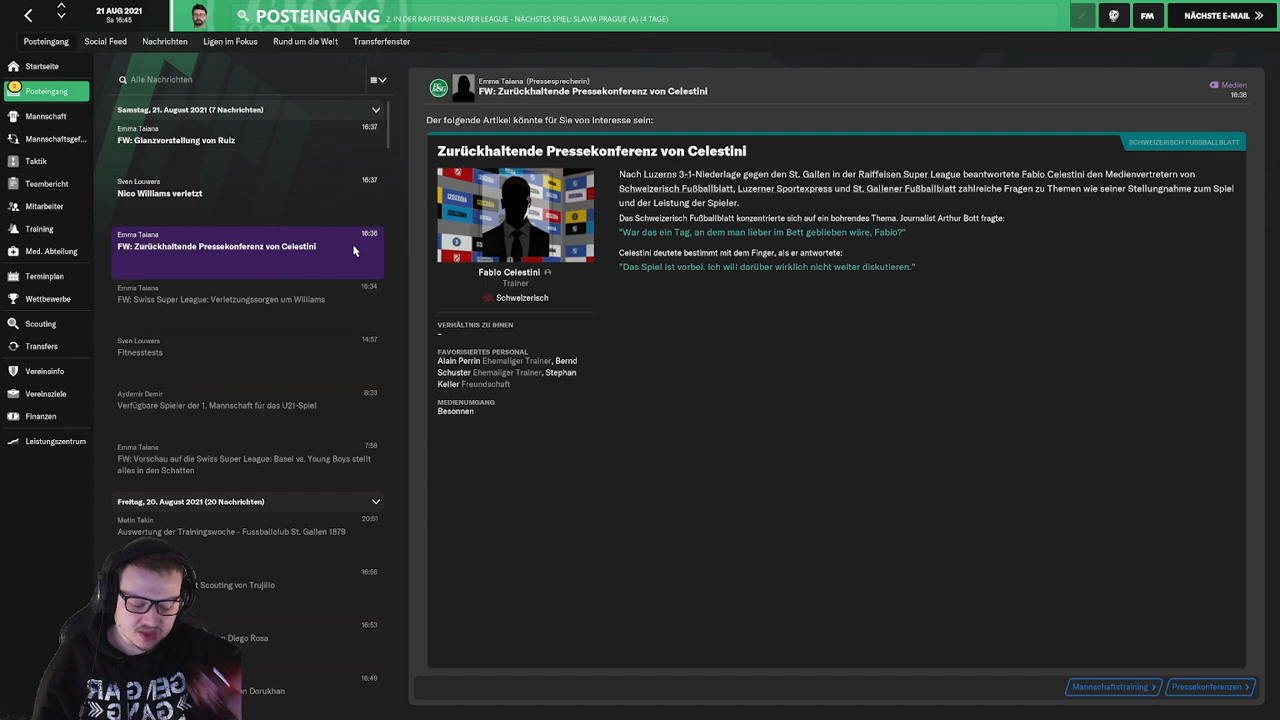 21 AUG 2021
Sa 16:45
POSTEINGANG
2. IN DER RAIFFEISEN SUPER LEAGUE - NÄCHSTES SPIEL: SLAVIA PRAGUE (A) (4 TAGE)
FM
NÄCHSTE E-MAIL
Posteingang
Social Feed
Nachrichten
Ligen im Fokus
Rund um die Welt
Transferfenster
Startseite
Posteingang
Mannschaft
Mannschaftsgef...
Taktik
Teambericht
Mitarbeiter
Training
Med. Abteilung
Terminplan
Wettbewerbe
Scouting
Transfers
Vereinsinfo
Vereinsziele
Finanzen
Leistungszentrum
Alle Nachrichten
Samstag, 21. August 2021 (7 Nachrichten)
Emma Taiana 16:37
FW: Glanzvorstellung von Ruiz
Sven Louwers 16:37
Nico Williams verletzt
Emma Taiana 16:36
FW: Zurückhaltende Pressekonferenz von Celestini
Emma Taiana 16:34
FW: Swiss Super League: Verletzungssorgen um Williams
Sven Louwers 14:57
Fitnesstests
Aydemir Demir 8:33
Verfügbare Spieler der 1. Mannschaft für das U21-Spiel
Emma Taiana 7:59
FW: Vorschau auf die Swiss Super League: Basel vs. Young Boys stellt
alles in den Schatten
Freitag, 20. August 2021 (20 Nachrichten)
Metin Tekin 20:51
Auswertung der Trainingswoche - Fussballclub St. Gallen 1879
16:55
t Scouting von Trujillo
16:53
Diego Rosa
16:49
on Dorukhan
Emma Taiana (Pressesprecherin)
FW: Zurückhaltende Pressekonferenz von Celestini
Medien
16:36
Der folgende Artikel könnte für Sie von Interesse sein:
SCHWEIZERISCH FUSSBALLBLATT
Zurückhaltende Pressekonferenz von Celestini
Fabio Celestini
Trainer
Schweizerisch
VERHÄLTNIS ZU IHNEN
-
FAVORISIERTES PERSONAL
Alain Perrin Ehemaliger Trainer, Bernd
Schuster Ehemaliger Trainer, Stephan
Keller Freundschaft
MEDIENUMGANG
Besonnen
Nach Luzerns 3-1-Niederlage gegen den St. Gallen in der Raiffeisen Super League beantwortete Fabio Celestini den Medienvertretern von
Schweizerisch Fußballblatt, Luzerner Sportexpress und St. Gallener Fußballblatt zahlreiche Fragen zu Themen wie seiner Stellungnahme zum Spiel
und der Leistung der Spieler.
Das Schweizerisch Fußballblatt konzentrierte sich auf ein bohrendes Thema. Journalist Arthur Bott fragte:
"War das ein Tag, an dem man lieber im Bett geblieben wäre, Fabio?"
Celestini deutete bestimmt mit dem Finger, als er antwortete:
"Das Spiel ist vorbei. Ich will darüber wirklich nicht weiter diskutieren."
Mannschaftstraining
Pressekonferenzen